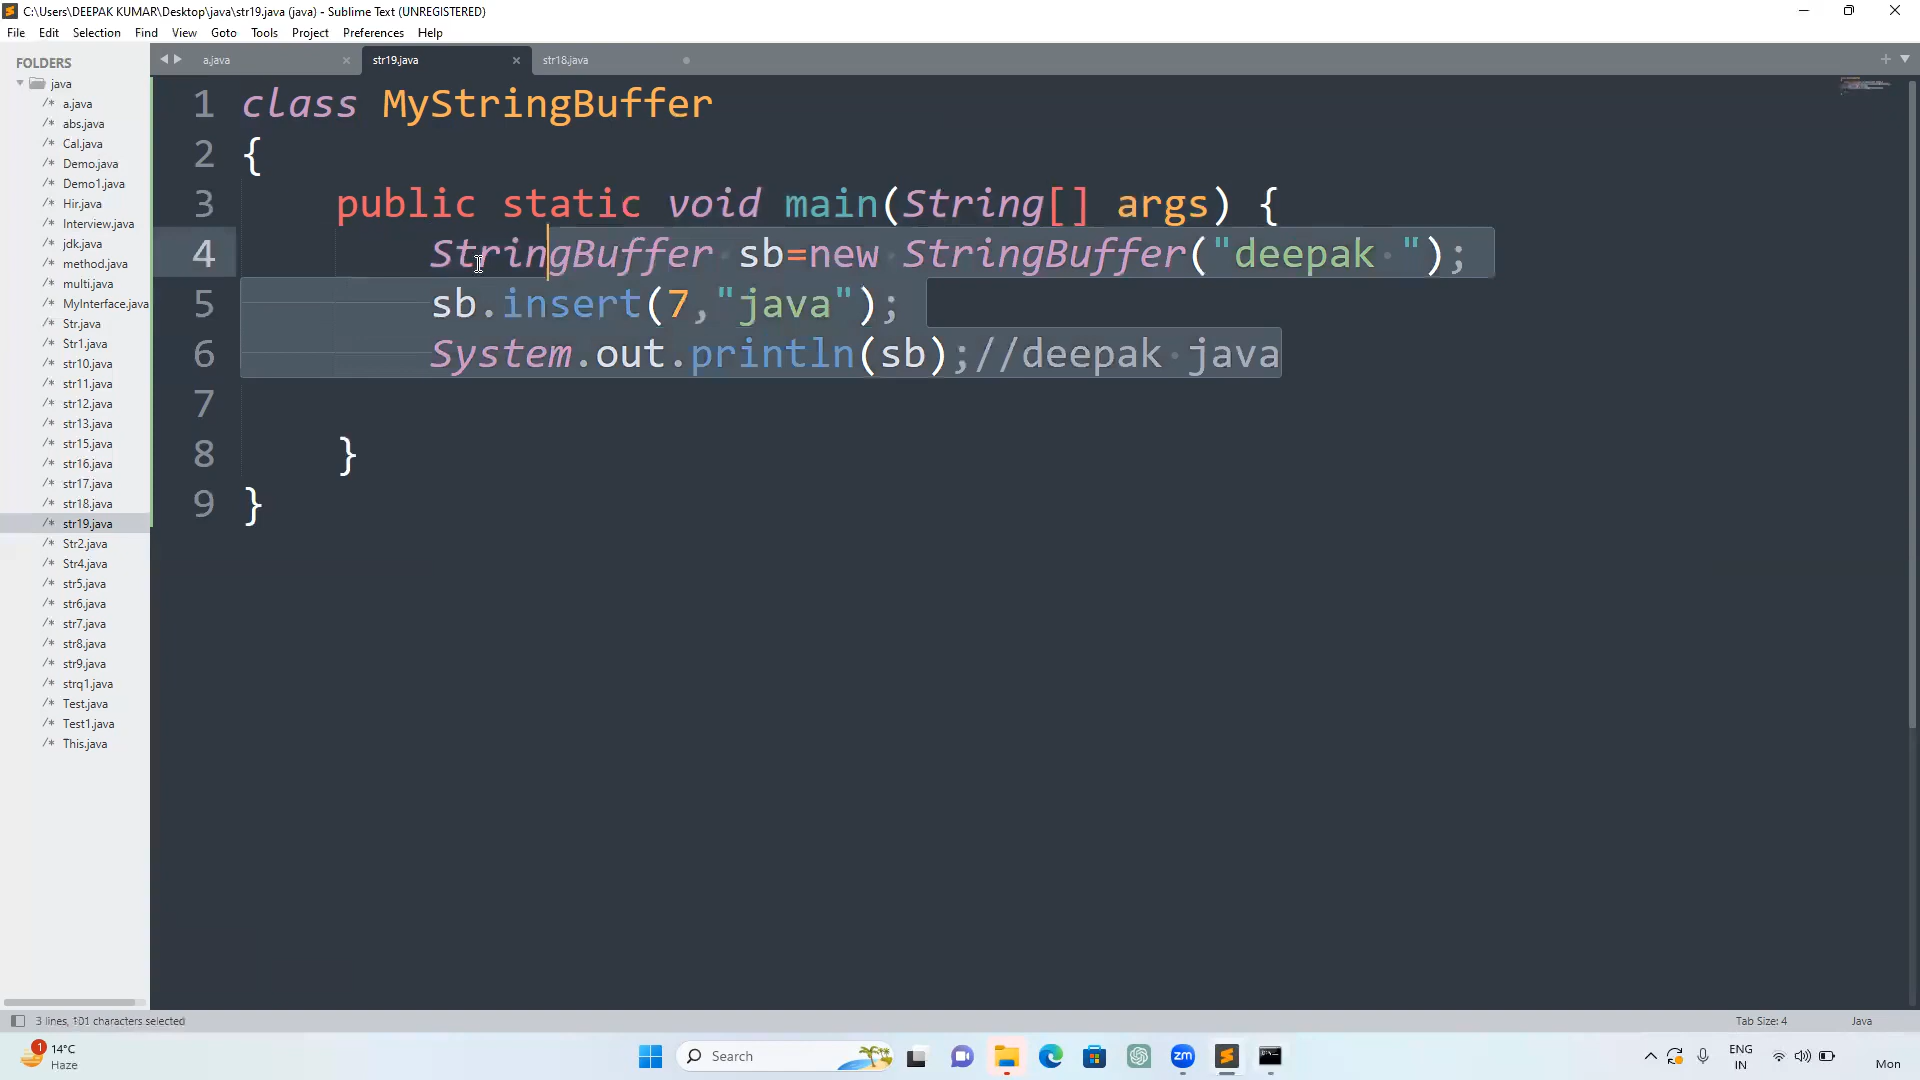 C:\Users\DEEPAK KUMAR\Desktop\java\str19.java (java) - Sublime Text (UNREGISTERED)
File Edit Selection Find View Goto Tools Project Preferences Help
FOLDERS
java
/* a.java
/* abs.java
/* Cal.java
/* Demo.java
/* Demo1.java
/* Hir.java
/* Interview.java
/* jdk.java
/* method.java
/* multi.java
/* MyInterface.java
/* Str.java
/* Str1.java
/* str10.java
/* str11.java
/* str12.java
/* str13.java
/* str15.java
/* str16.java
/* str17.java
/* str18.java
/* str19.java
/* Str2.java
/* Str4.java
/* str5.java
/* str6.java
/* str7.java
/* str8.java
/* str9.java
/* strq1.java
/* Test.java
/* Test1.java
/* This.java
a.java str19.java str18.java
1 class MyStringBuffer
2 {
3 public static void main(String[] args) {
4 StringBuffer sb=new StringBuffer("deepak ");
5 sb.insert(7,"java");
6 System.out.println(sb);//deepak java
7
8 }
9 }
3 lines, 101 characters selected Tab Size: 4 Java
1 14°C
Haze
Search
zm
ENG
IN
Mon